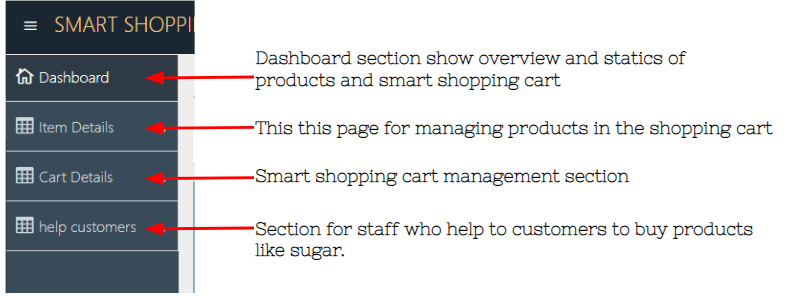 ≡ SMART SHOPPI
Dashboard
Dashboard section show overview and statics of
products and smart shopping cart
Item Details
This this page for managing products in the shopping cart
Cart Details
Smart shopping cart management section
help customers
Section for staff who help to customers to buy products
like sugar.